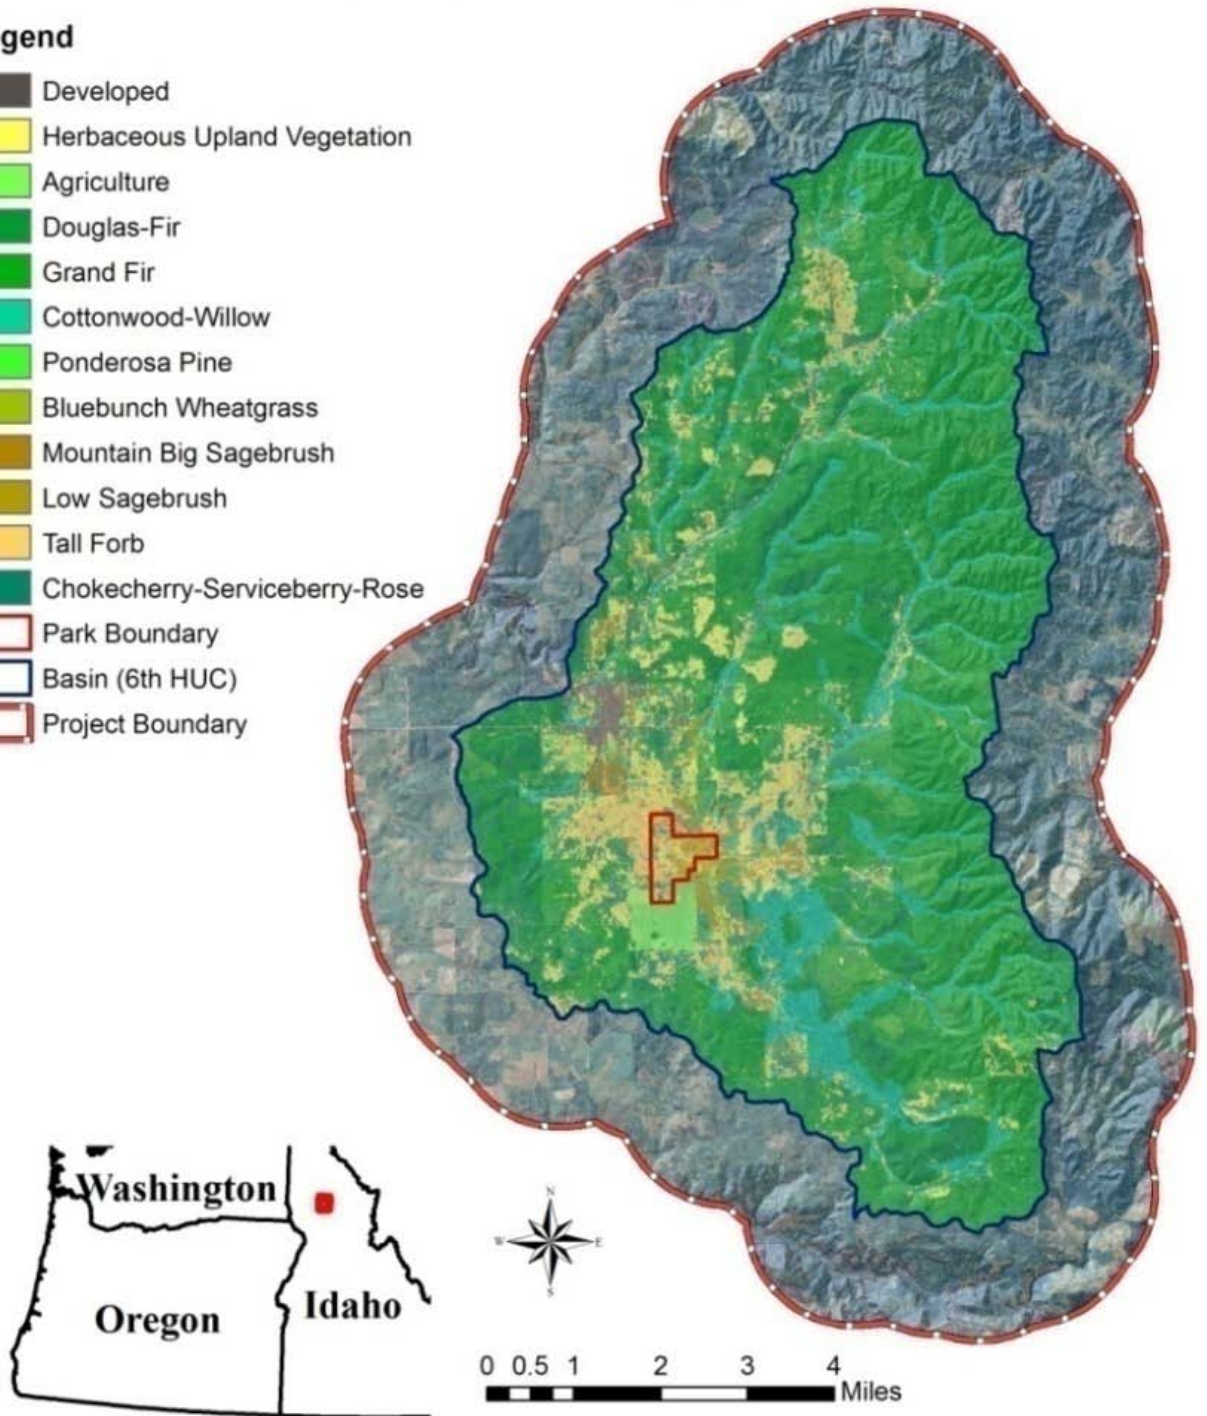 gend
Developed
Herbaceous Upland Vegetation
Agriculture
Douglas-Fir
Grand Fir
Cottonwood-Willow
Ponderosa Pine
Bluebunch Wheatgrass
Mountain Big Sagebrush
Low Sagebrush
Tall Forb
Chokecherry-Serviceberry-Rose
Park Boundary
Basin (6th HUC)
Project Boundary
Washington
Oregon
Idaho
N
W E
S
0 0.5 1 2 3 4
Miles